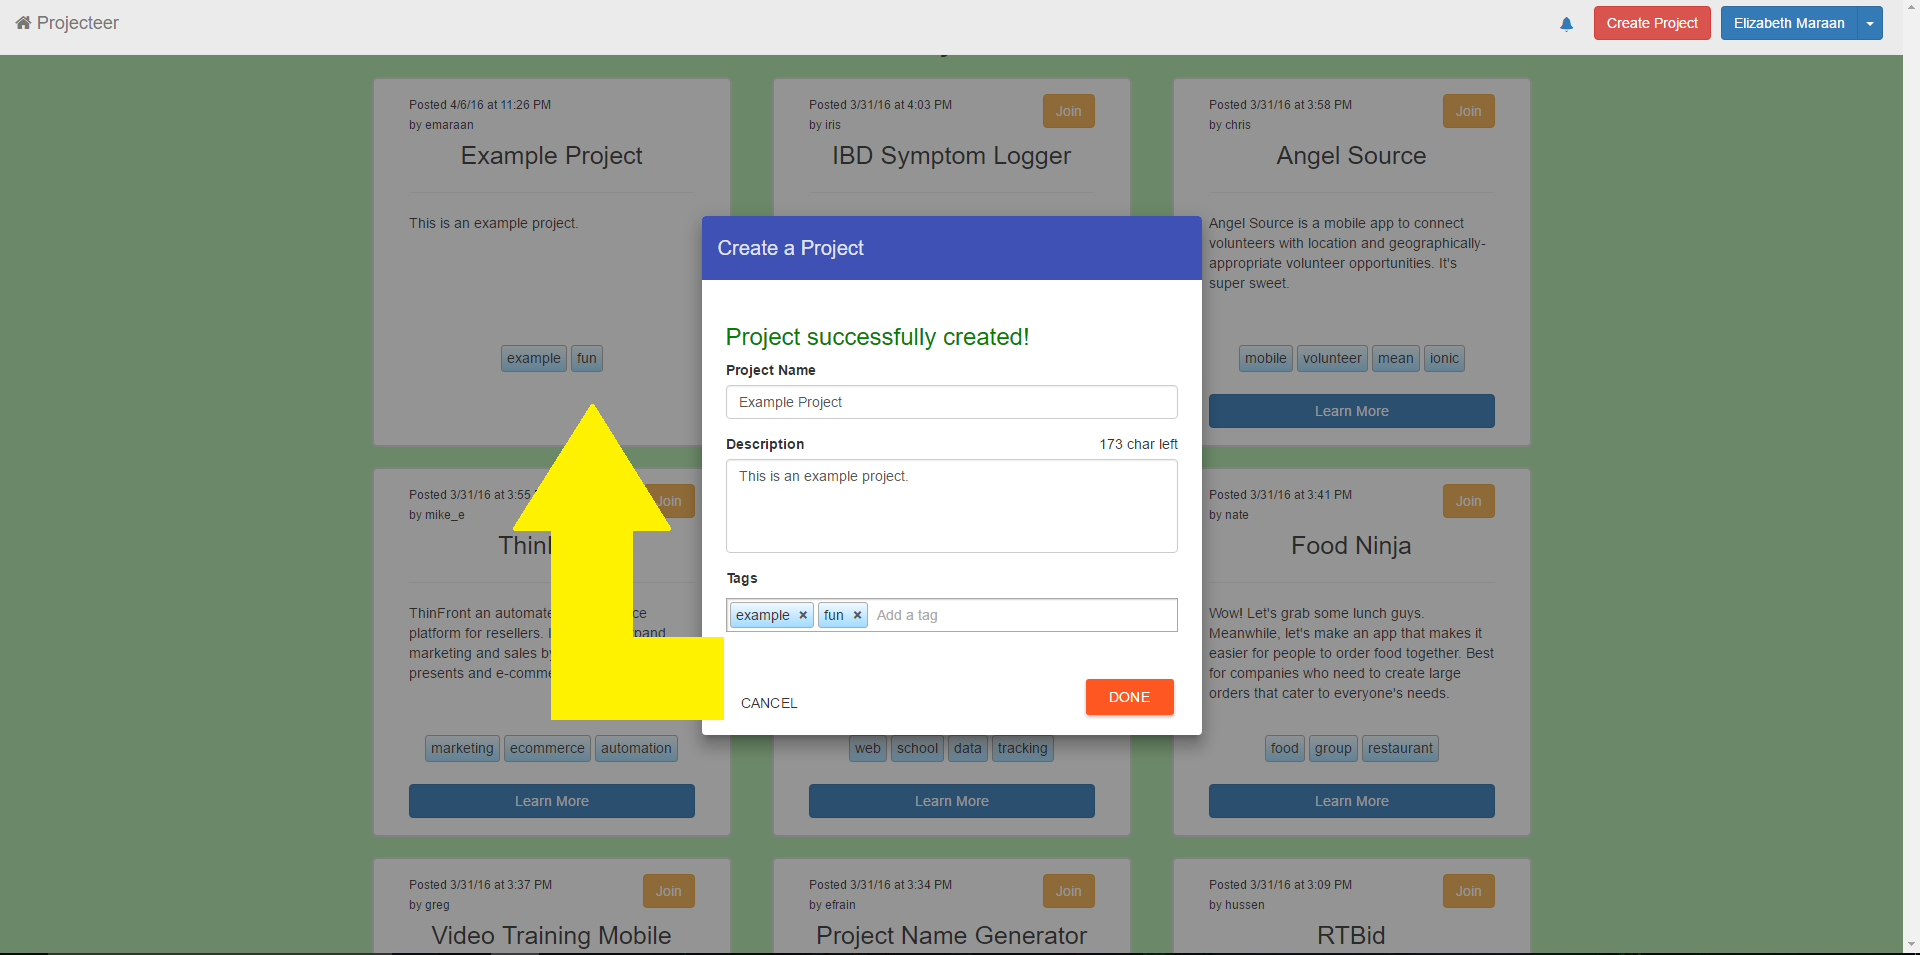 Projecteer
Create Project
Elizabeth Maraan
Posted 4/6/16 at 11:26 PM
by emaraan
Example Project
This is an example project.
example fun
Posted 3/31/16 at 4:03 PM
by iris
Join
IBD Symptom Logger
Posted 3/31/16 at 3:58 PM
by chris
Join
Angel Source
Angel Source is a mobile app to connect
volunteers with location and geographically-
appropriate volunteer opportunities. It's
super sweet.
mobile volunteer mean ionic
Learn More
Create a Project
Project successfully created!
Project Name
Example Project
Description 173 char left
This is an example project.
Tags
example × fun × Add a tag
CANCEL DONE
Posted 3/31/16 at 3:55
by mike_e
Join
ThinFront an
platform for resellers.
marketing and sales
presents and
marketing ecommerce automation
Learn More
web school data tracking
Learn More
Posted 3/31/16 at 3:41 PM
by nate
Join
Food Ninja
Wow! Let's grab some lunch guys.
Meanwhile, let's make an app that makes it
easier for people to order food together. Best
for companies who need to create large
orders that cater to everyone's needs.
food group restaurant
Learn More
Posted 3/31/16 at 3:37 PM
by greg
Join
Video Training Mobile
Posted 3/31/16 at 3:34 PM
by efrain
Join
Project Name Generator
Posted 3/31/16 at 3:09 PM
by hussen
Join
RTBid